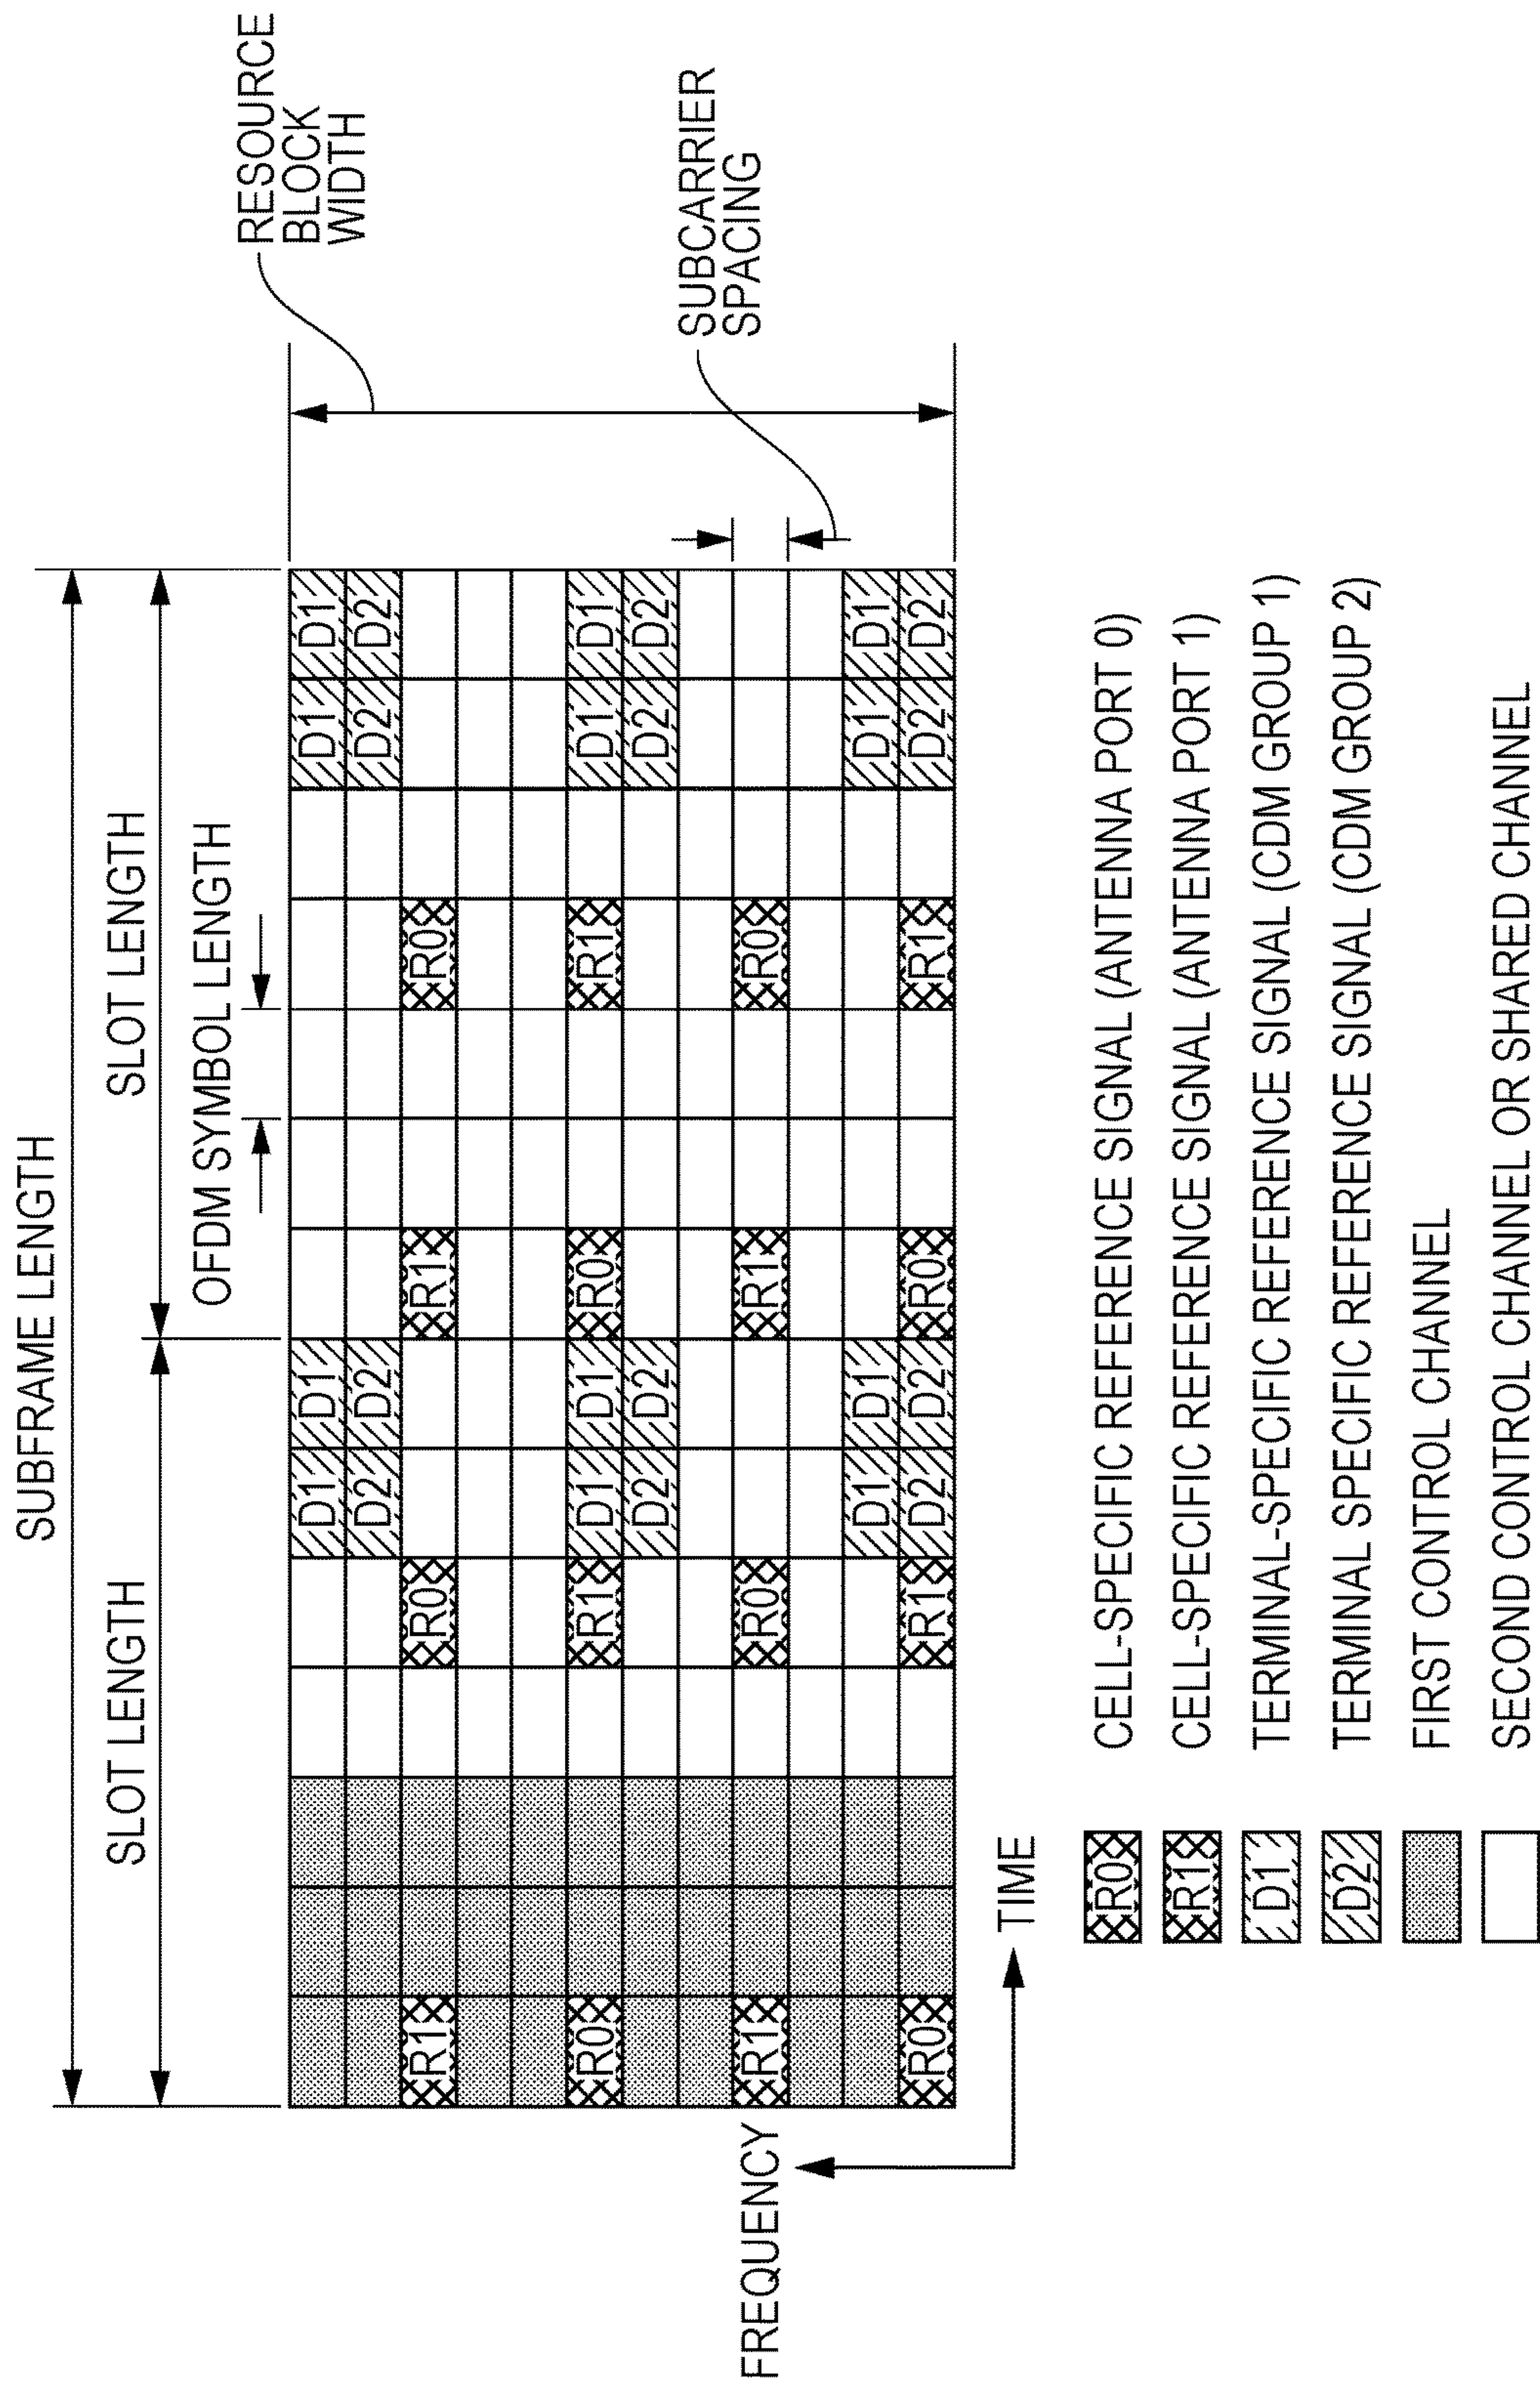 SUBFRAME LENGTH
SLOT LENGTH SLOT LENGTH
OFDM SYMBOL LENGTH
RESOURCE
BLOCK
WIDTH
D1 D1 D1 D1
D2 D2 D2 D2
R1 R0 R1 R0
R0 R1 D1 D1 R0 R1 D1 D1
D2 D2 D2 D2
SUBCARRIER
SPACING
R1 R0 R1 R0
D1 D1 D1 D1
R0 R1 D2 D2 R0 R1 D2 D2
FREQUENCY
TIME
R0 CELL-SPECIFIC REFERENCE SIGNAL (ANTENNA PORT 0)
R1 CELL-SPECIFIC REFERENCE SIGNAL (ANTENNA PORT 1)
D1 TERMINAL-SPECIFIC REFERENCE SIGNAL (CDM GROUP 1)
D2 TERMINAL SPECIFIC REFERENCE SIGNAL (CDM GROUP 2)
FIRST CONTROL CHANNEL
SECOND CONTROL CHANNEL OR SHARED CHANNEL